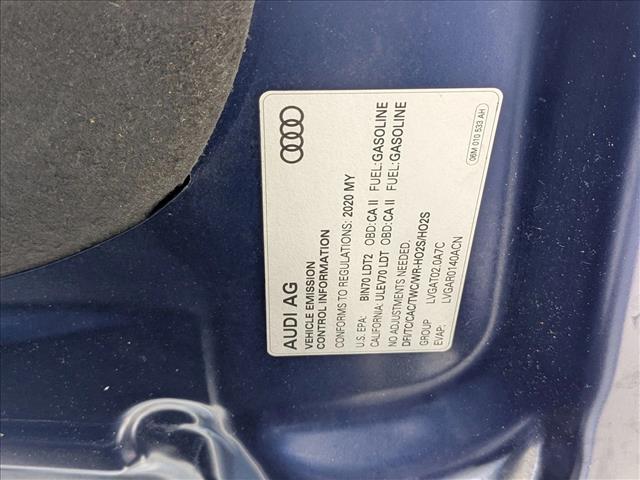 AUDI AG
VEHICLE EMISSION
CONTROL INFORMATION
CONFORMS TO REGULATIONS: 2020 MY
U.S. EPA: BIN70 LDT2 OBD: CA II FUEL: GASOLINE
CALIFORNIA: ULEV70 LDT OBD: CA II FUEL: GASOLINE
NO ADJUSTMENTS NEEDED.
DFI/TC/CAC/TWC/WR-HO2S/HO2S
GROUP LVGAT02.0A7C
EVAP.: LVGAR0140ACN
06M 010 533 AH